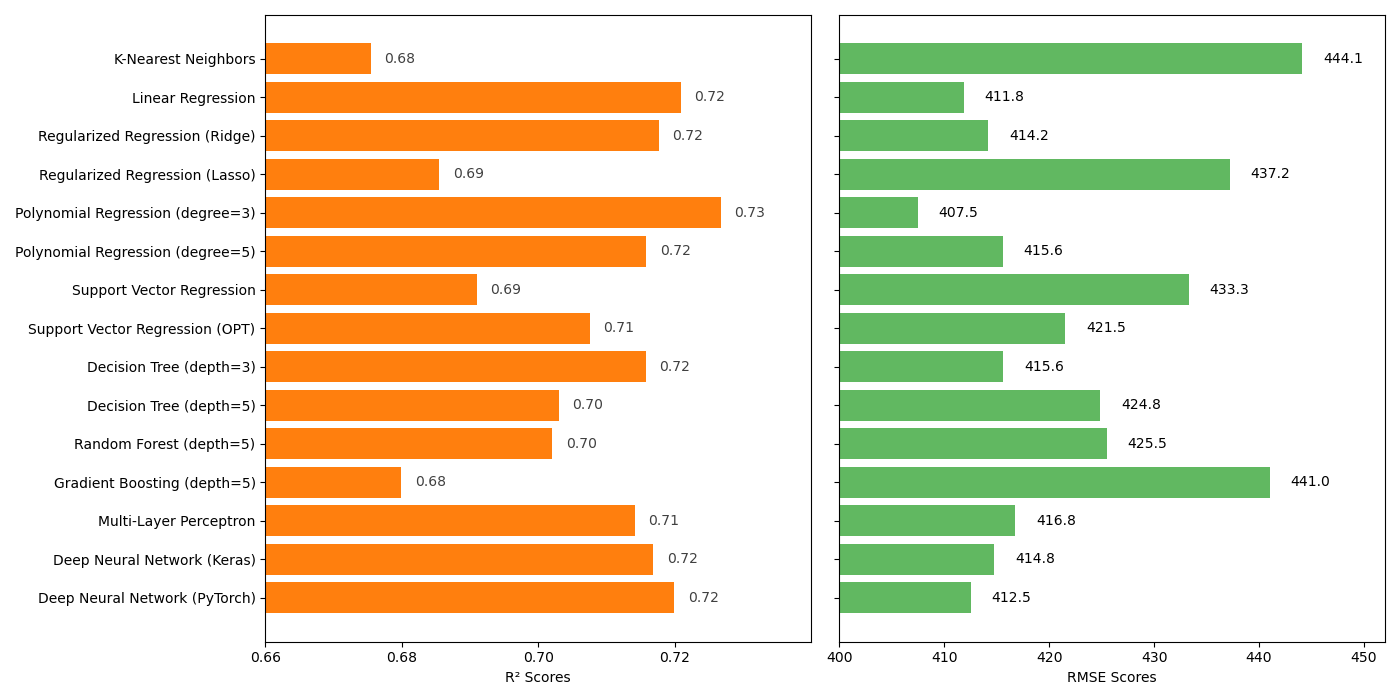 K-Nearest Neighbors 0.68 444.1
Linear Regression 0.72 411.8
Regularized Regression (Ridge) 0.72 414.2
Regularized Regression (Lasso) 0.69 437.2
Polynomial Regression (degree=3) 0.73 407.5
Polynomial Regression (degree=5) 0.72 415.6
Support Vector Regression 0.69 433.3
Support Vector Regression (OPT) 0.71 421.5
Decision Tree (depth=3) 0.72 415.6
Decision Tree (depth=5) 0.70 424.8
Random Forest (depth=5) 0.70 425.5
Gradient Boosting (depth=5) 0.68 441.0
Multi-Layer Perceptron 0.71 416.8
Deep Neural Network (Keras) 0.72 414.8
Deep Neural Network (PyTorch) 0.72 412.5
0.66 0.68 0.70 0.72 400 410 420 430 440 450
R² Scores RMSE Scores